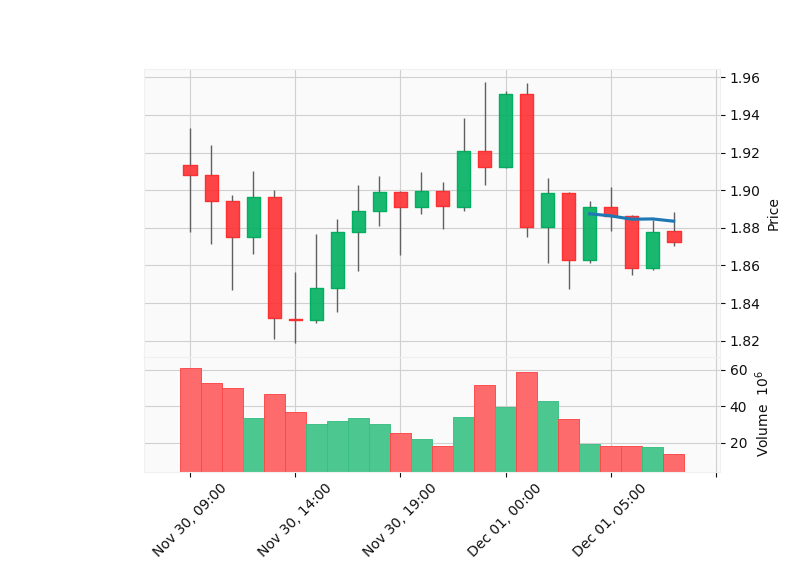 1.96
1.94
1.92
1.90
1.88
1.86
1.84
1.82
Price
60
40
20
Volume 10^6
Nov 30, 09:00
Nov 30, 14:00
Nov 30, 19:00
Dec 01, 00:00
Dec 01, 05:00